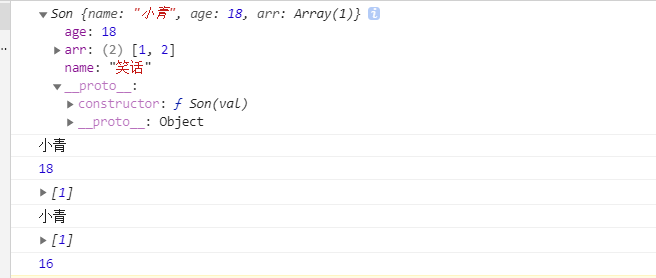 Son {name: "小青", age: 18, arr: Array(1)} i
age: 18
arr: (2) [1, 2]
name: "笑话"
__proto__:
constructor: ƒ Son(val)
__proto__: Object
小青
18
[1]
小青
[1]
16